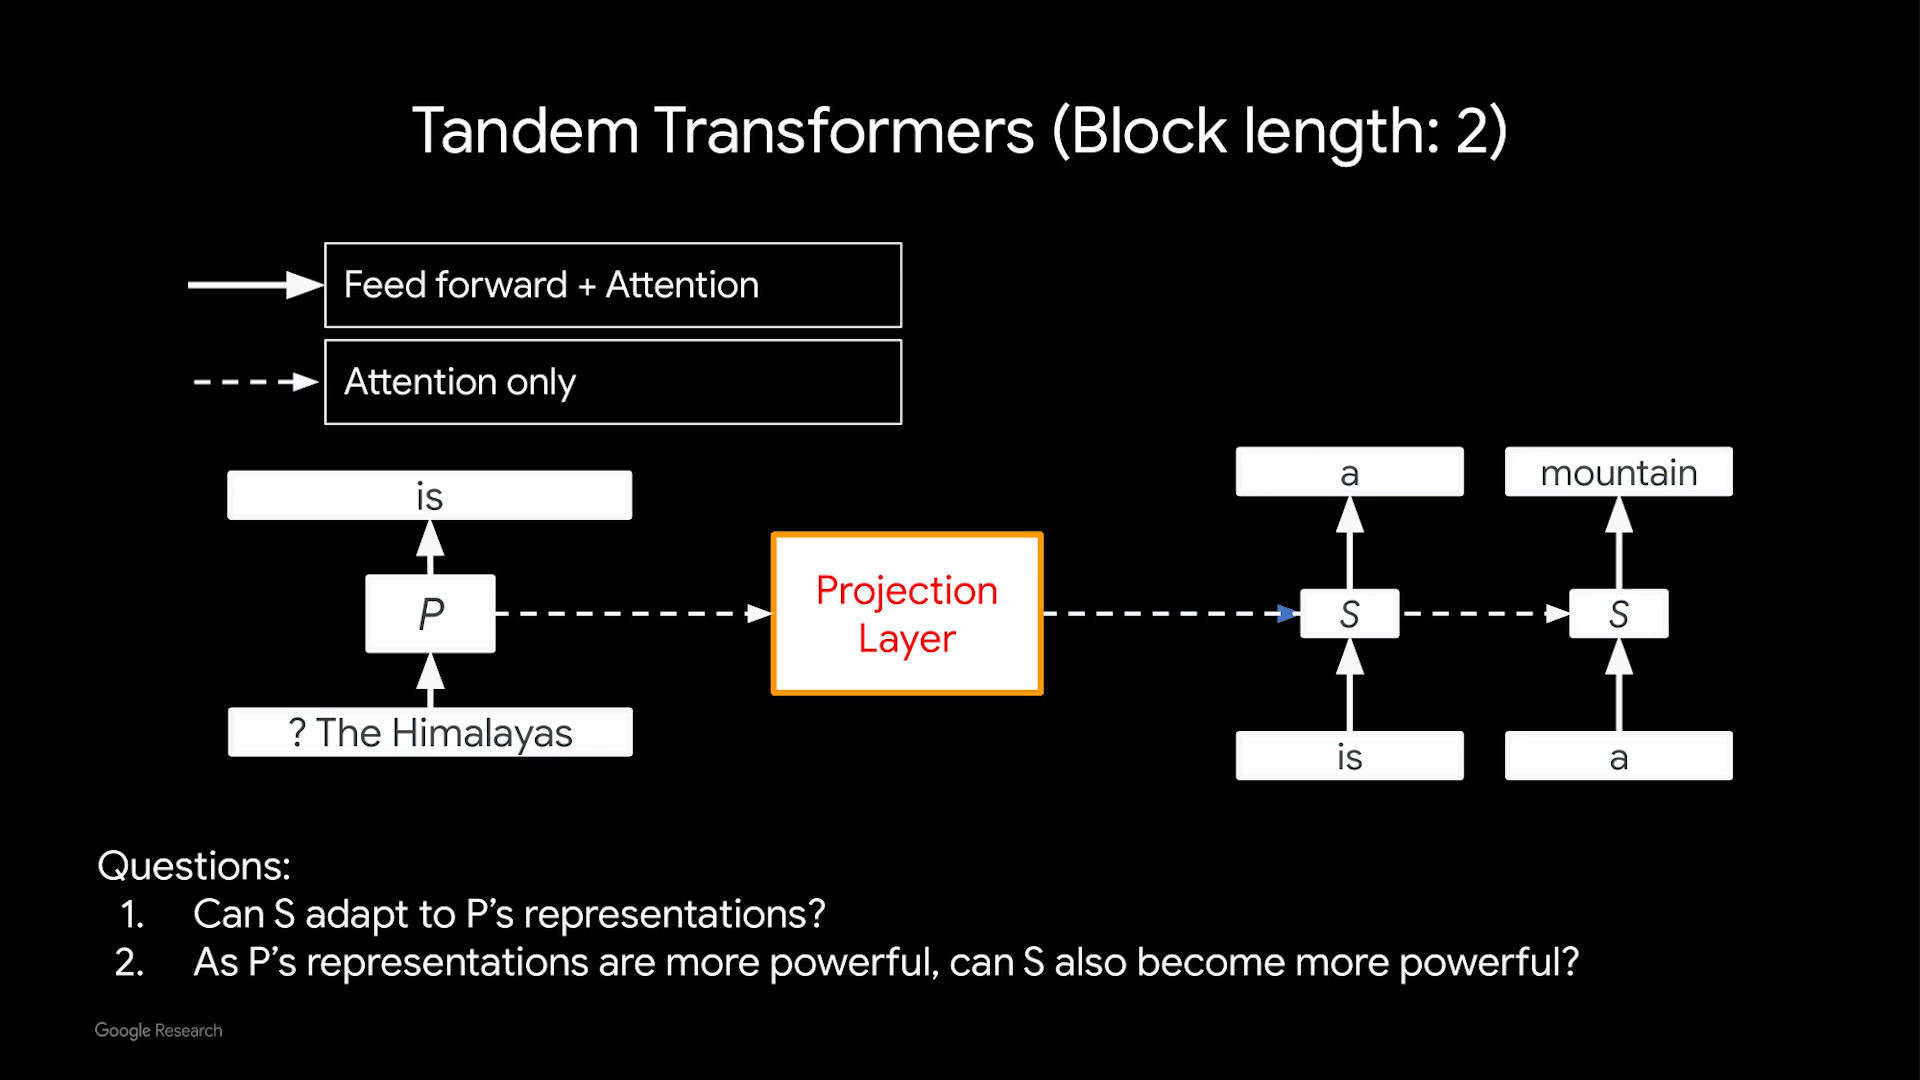 Tandem Transformers (Block length: 2)
Feed forward + Attention
Attention only
is
P
? The Himalayas
Projection
Layer
a
mountain
S
S
is
a
Questions:
1. Can S adapt to P’s representations?
2. As P’s representations are more powerful, can S also become more powerful?
Google Research